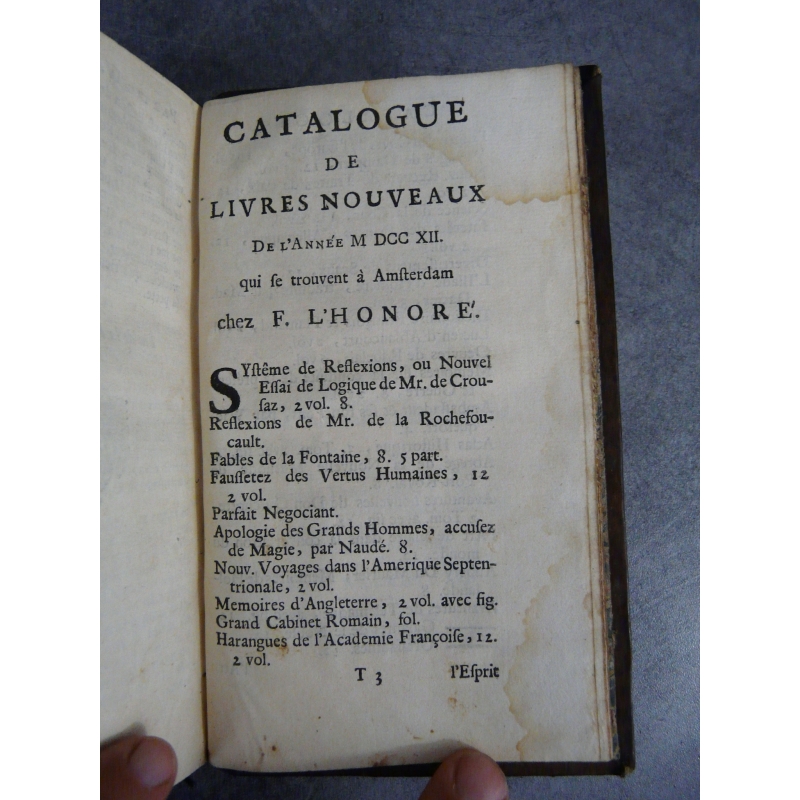 CATALOGUE
DE
LIVRES NOUVEAUX
DE L'ANNÉE M DCC XII.
qui ſe trouvent à Amſterdam
chez F. L'HONORÉ.
SYſtême de Reflexions, ou Nouvel
Eſſai de Logique de Mr. de Crou-
ſaz, 2 vol. 8.
Reflexions de Mr. de la Rochefou-
cault.
Fables de la Fontaine, 8. 5 part.
Fauſſetez des Vertus Humaines, 12
2 vol.
Parfait Negociant.
Apologie des Grands Hommes, accuſez
de Magie, par Naudé. 8.
Nouv. Voyages dans l'Amerique Septen-
trionale, 2 vol.
Memoires d'Angleterre, 2 vol. avec fig.
Grand Cabinet Romain, fol.
Harangues de l'Academie Françoiſe, 12.
2 vol.
T 3 l'Eſprit